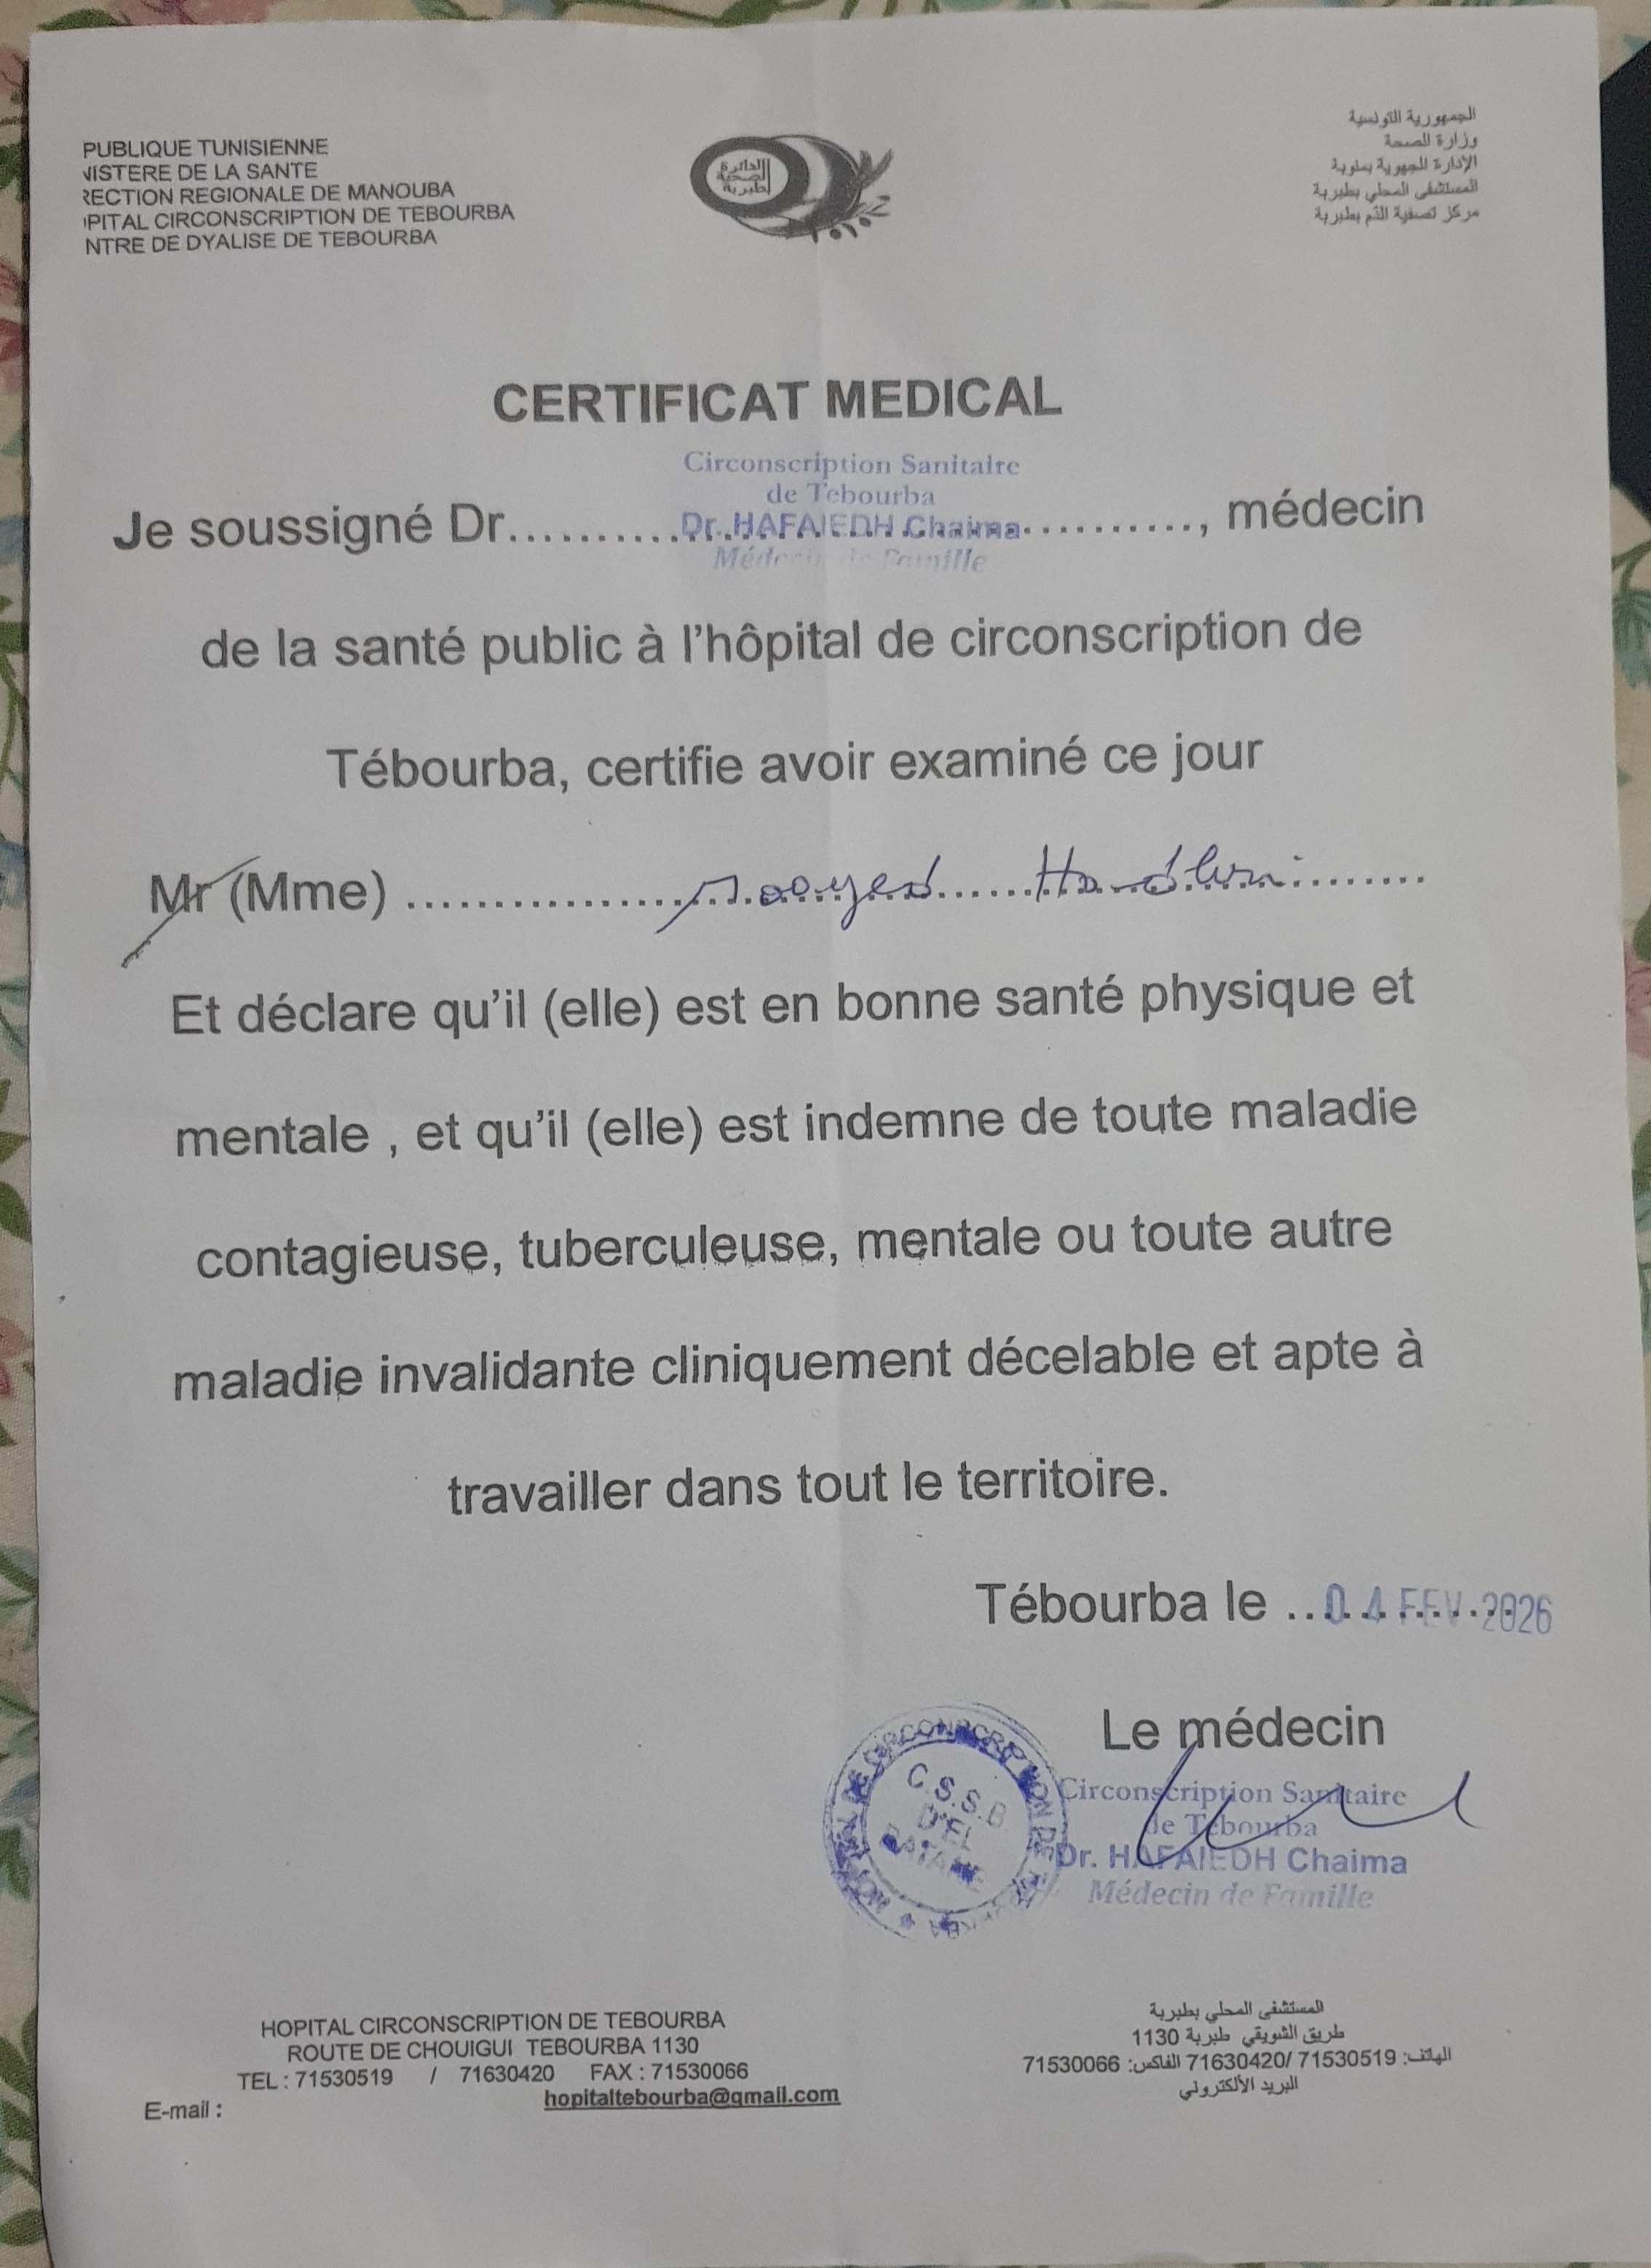 PUBLIQUE TUNISIENNE
NISTERE DE LA SANTE
RECTION REGIONALE DE MANOUBA
PITAL CIRCONSCRIPTION DE TEBOURBA
NTRE DE DYALISE DE TEBOURBA
الدائرة
الصحية
بطبربة
الجمهورية التونسية
وزارة الصحة
الإدارة الجهوية بمنوبة
المستشفى المحلي بطبربة
مركز تصفية الدم بطبربة
CERTIFICAT MEDICAL
Circonscription Sanitaire
de Tebourba
Je soussigné Dr..........Dr. HAFAIEDH Chaima..........., médecin
Médecin de Famille
de la santé public à l'hôpital de circonscription de
Tébourba, certifie avoir examiné ce jour
Mr (Mme) ....................
Et déclare qu'il (elle) est en bonne santé physique et
mentale , et qu'il (elle) est indemne de toute maladie
contagieuse, tuberculeuse, mentale ou toute autre
maladie invalidante cliniquement décelable et apte à
travailler dans tout le territoire.
Tébourba le ..04 FEV 2026
Le médecin
Circonscription Sanitaire
de Tebourba
Dr. HAFAIEDH Chaima
Médecin de Famille
HOPITAL DE CIRCONSCRIPTION DE
C.S.S.B.
D'EL
HOPITAL CIRCONSCRIPTION DE TEBOURBA
ROUTE DE CHOUIGUI TEBOURBA 1130
TEL : 71530519 / 71630420 FAX : 71530066
E-mail : hopitaltebourba@gmail.com
المستشفى المحلي بطبربة
طريق الشويقي طبربة 1130
الهاتف: 71530519 /71630420 الفاكس: 71530066
البريد الألكتروني